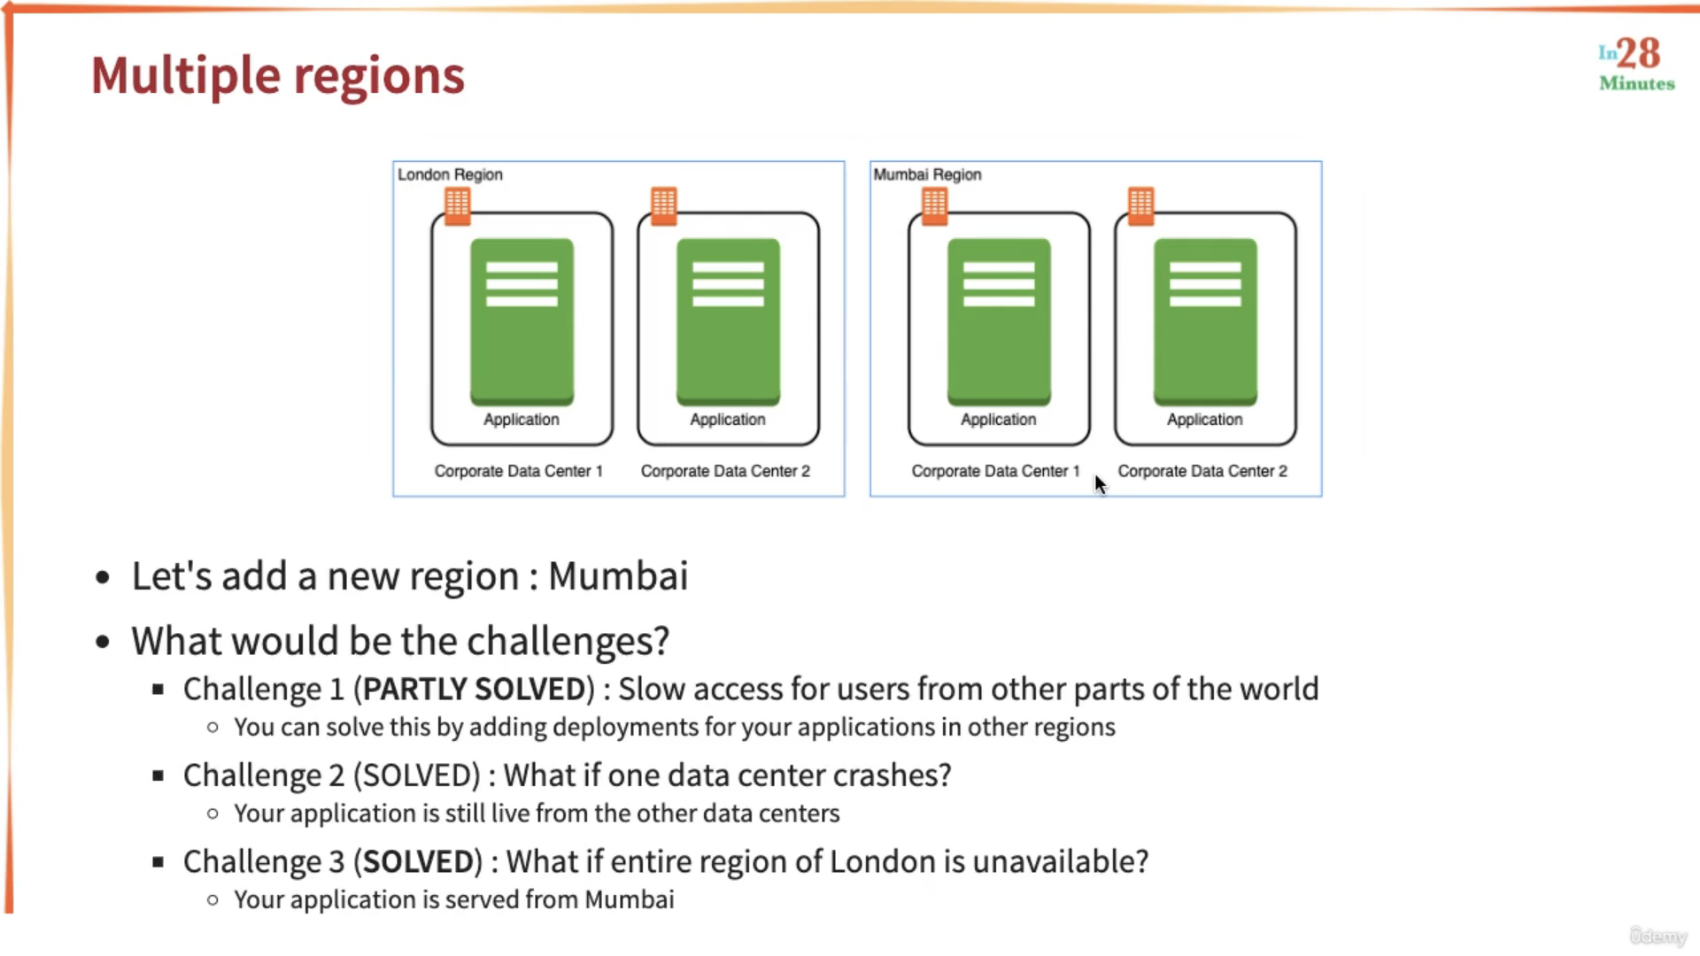 Multiple regions
In28
Minutes
London Region
Mumbai Region
Application
Application
Application
Application
Corporate Data Center 1
Corporate Data Center 2
Corporate Data Center 1
Corporate Data Center 2
Let's add a new region : Mumbai
What would be the challenges?
Challenge 1 (PARTLY SOLVED) : Slow access for users from other parts of the world
You can solve this by adding deployments for your applications in other regions
Challenge 2 (SOLVED) : What if one data center crashes?
Your application is still live from the other data centers
Challenge 3 (SOLVED) : What if entire region of London is unavailable?
Your application is served from Mumbai
ûdemy